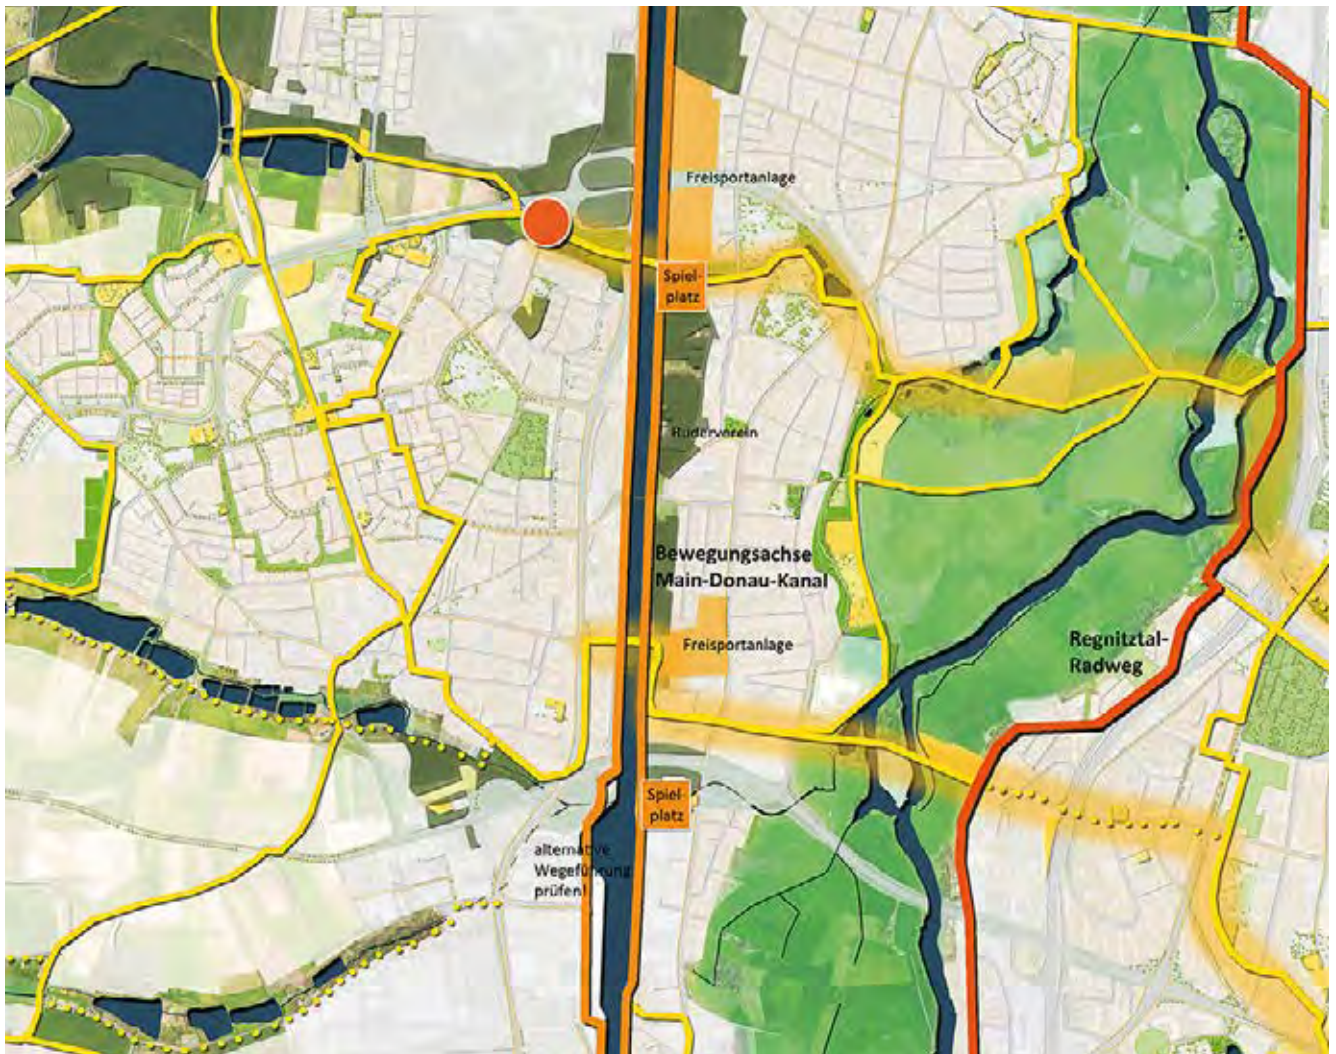 Freisportanlage
Spiel-
platz
Ruderverein
Bewegungsachse
Main-Donau-Kanal
Freisportanlage
Regnitztal-
Radweg
Spiel-
platz
alternative
Wegeführung
prüfen!